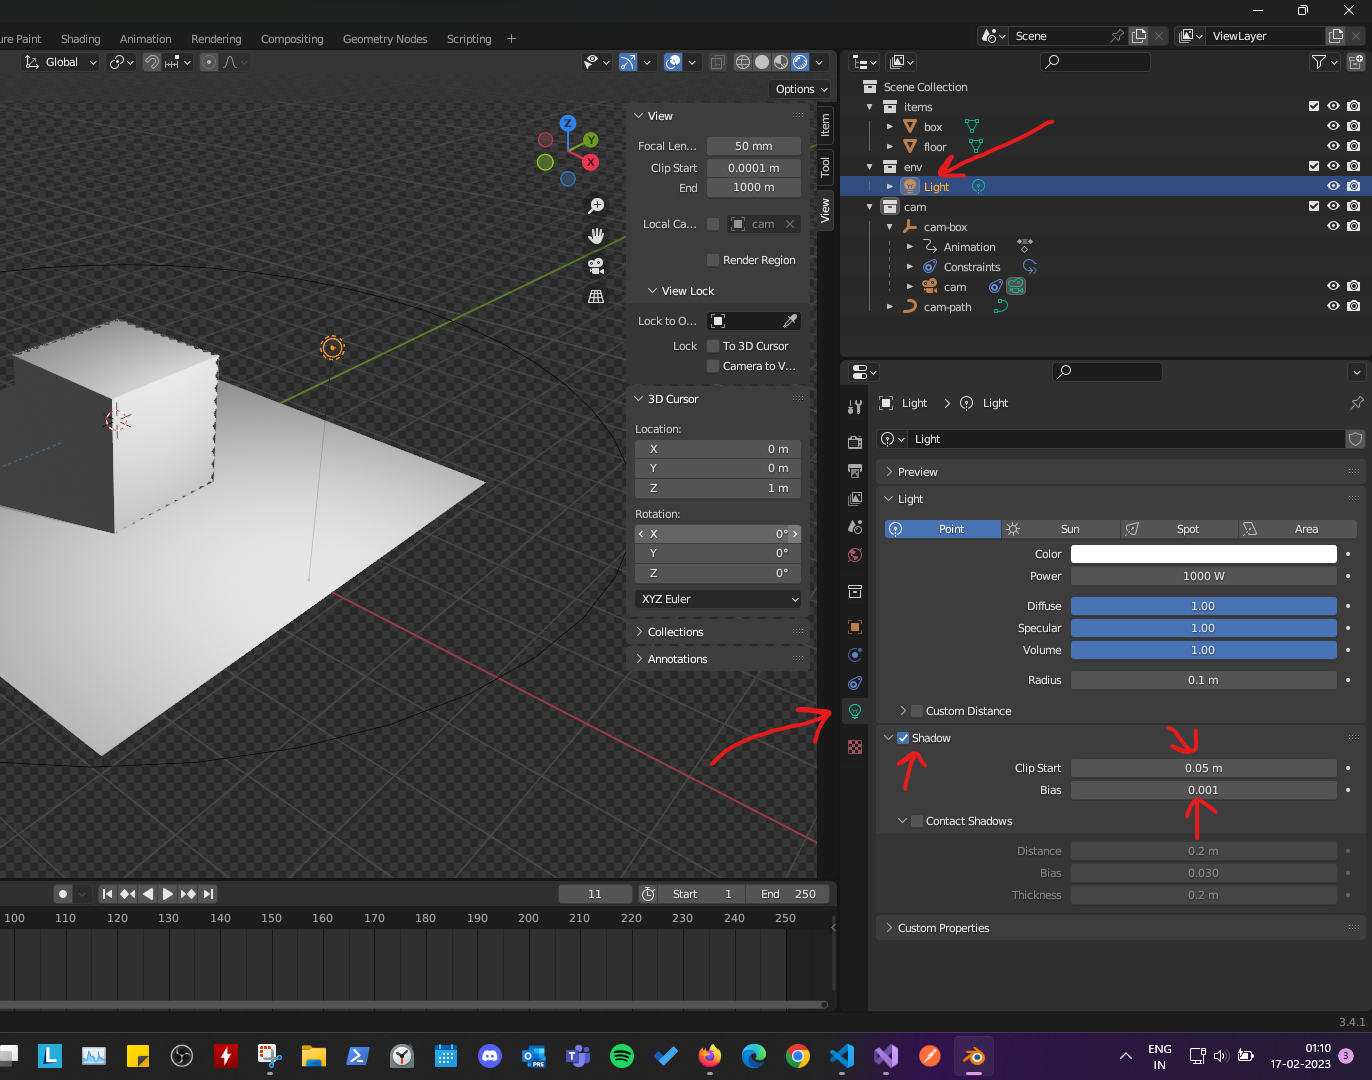 ure Paint Shading Animation Rendering Compositing Geometry Nodes Scripting + Scene ViewLayer
Global
Options
View
Focal Len... 50 mm
Clip Start 0.0001 m
End 1000 m
Local Ca... cam
Render Region
View Lock
Lock to O...
Lock To 3D Cursor
Camera to V...
3D Cursor
Location:
X 0 m
Y 0 m
Z 1 m
Rotation:
X 0°
Y 0°
Z 0°
XYZ Euler
Collections
Annotations
Item
Tool
View
Z
Y
X
Scene Collection
items
box
floor
env
Light
cam
cam-box
Animation
Constraints
cam
cam-path
Light > Light
Light
Preview
Light
Point Sun Spot Area
Color
Power 1000 W
Diffuse 1.00
Specular 1.00
Volume 1.00
Radius 0.1 m
Custom Distance
Shadow
Clip Start 0.05 m
Bias 0.001
Contact Shadows
Distance 0.2 m
Bias 0.030
Thickness 0.2 m
Custom Properties
11 Start 1 End 250
100 110 120 130 140 150 160 170 180 190 200 210 220 230 240 250
3.4.1
L
PRE
ENG
IN
01:10
17-02-2023
3